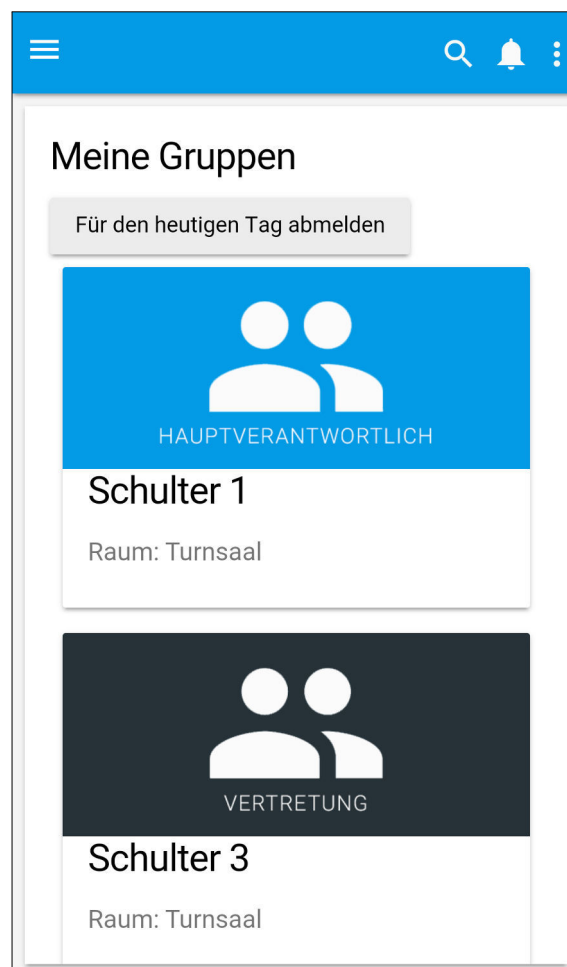 Meine Gruppen
Für den heutigen Tag abmelden
HAUPTVERANTWORTLICH
Schulter 1
Raum: Turnsaal
VERTRETUNG
Schulter 3
Raum: Turnsaal